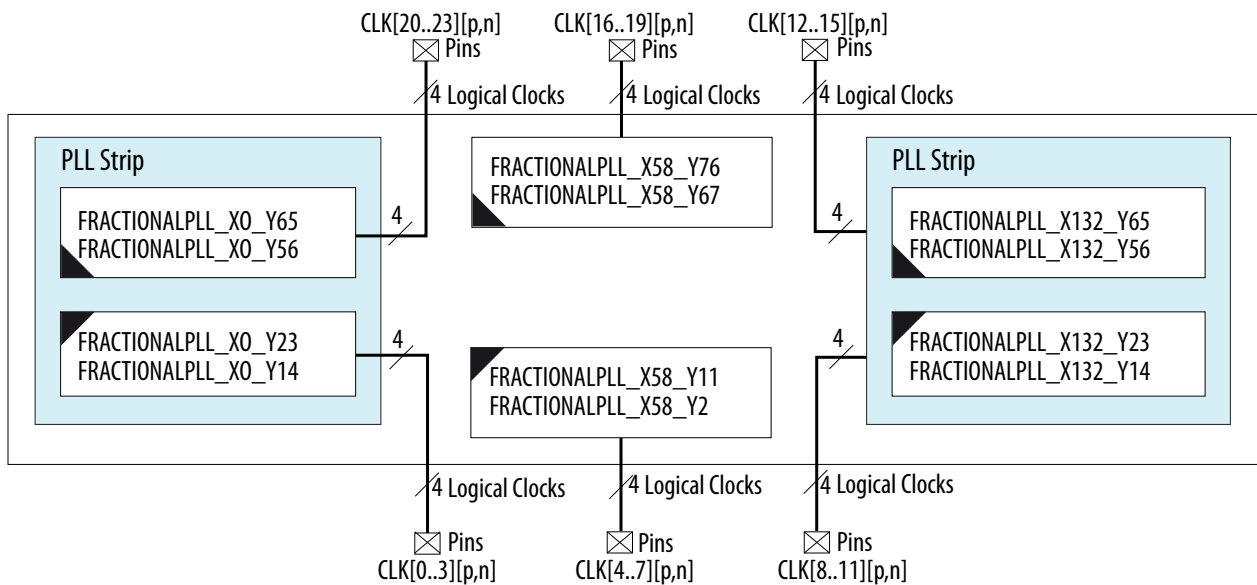 CLK[20..23][p,n]
Pins
CLK[16..19][p,n]
Pins
CLK[12..15][p,n]
Pins
4 Logical Clocks
4 Logical Clocks
4 Logical Clocks
PLL Strip
FRACTIONALPLL_X0_Y65
FRACTIONALPLL_X0_Y56
4
FRACTIONALPLL_X58_Y76
FRACTIONALPLL_X58_Y67
PLL Strip
4
FRACTIONALPLL_X132_Y65
FRACTIONALPLL_X132_Y56
FRACTIONALPLL_X0_Y23
FRACTIONALPLL_X0_Y14
4
FRACTIONALPLL_X58_Y11
FRACTIONALPLL_X58_Y2
4
FRACTIONALPLL_X132_Y23
FRACTIONALPLL_X132_Y14
4 Logical Clocks
4 Logical Clocks
4 Logical Clocks
Pins
CLK[0..3][p,n]
Pins
CLK[4..7][p,n]
Pins
CLK[8..11][p,n]